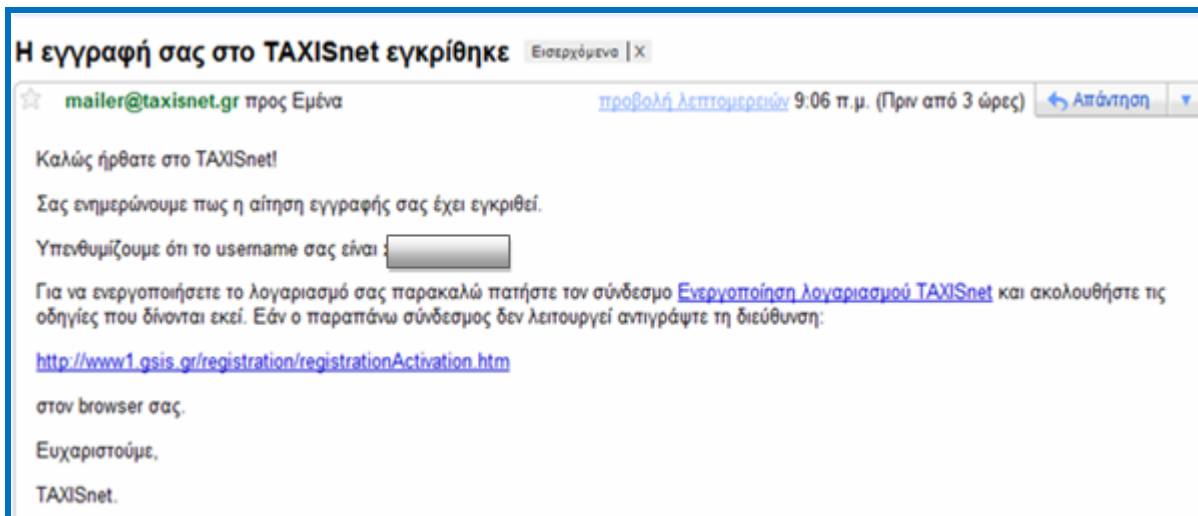 Η εγγραφή σας στο TAXISnet εγκρίθηκε Εισερχόμενα | X
mailer@taxisnet.gr προς Εμένα προβολή λεπτομερειών 9:06 π.μ. (Πριν από 3 ώρες) Απάντηση
Καλώς ήρθατε στο TAXISnet!
Σας ενημερώνουμε πως η αίτηση εγγραφής σας έχει εγκριθεί.
Υπενθυμίζουμε ότι το username σας είναι :
Για να ενεργοποιήσετε το λογαριασμό σας παρακαλώ πατήστε τον σύνδεσμο Ενεργοποίηση λογαριασμού TAXISnet και ακολουθήστε τις
οδηγίες που δίνονται εκεί. Εάν ο παραπάνω σύνδεσμος δεν λειτουργεί αντιγράψτε τη διεύθυνση:
http://www1.gsis.gr/registration/registrationActivation.htm
στον browser σας.
Ευχαριστούμε,
TAXISnet.